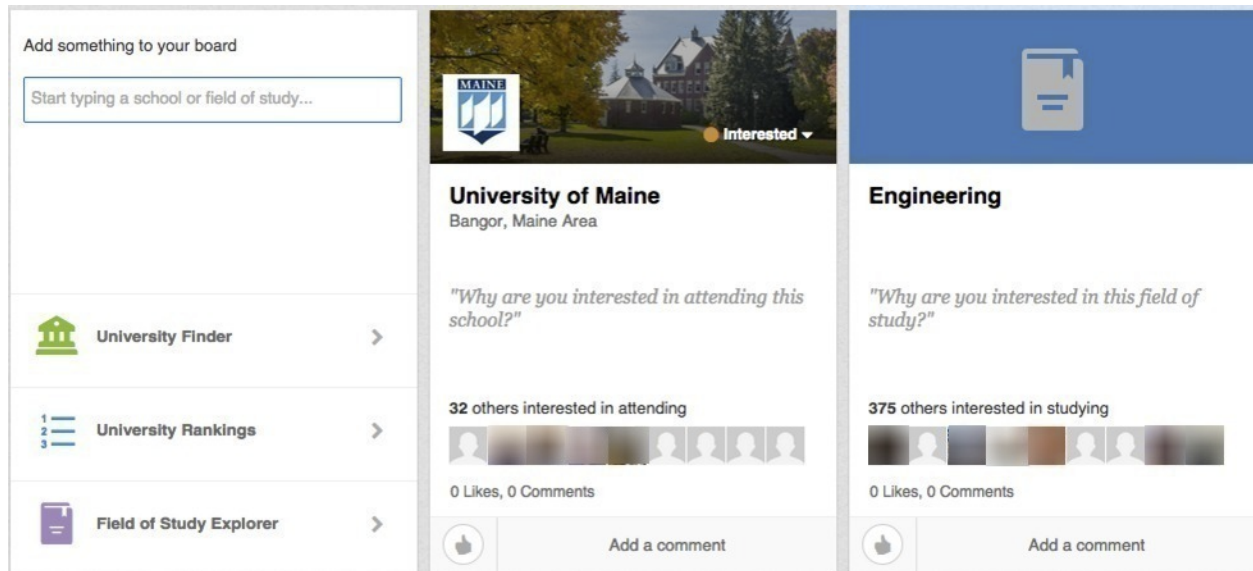 Add something to your board
Start typing a school or field of study...
University Finder
1
2
3
University Rankings
Field of Study Explorer
MAINE
Interested
University of Maine
Bangor, Maine Area
"Why are you interested in attending this
school?"
32 others interested in attending
0 Likes, 0 Comments
Add a comment
Engineering
"Why are you interested in this field of
study?"
375 others interested in studying
0 Likes, 0 Comments
Add a comment